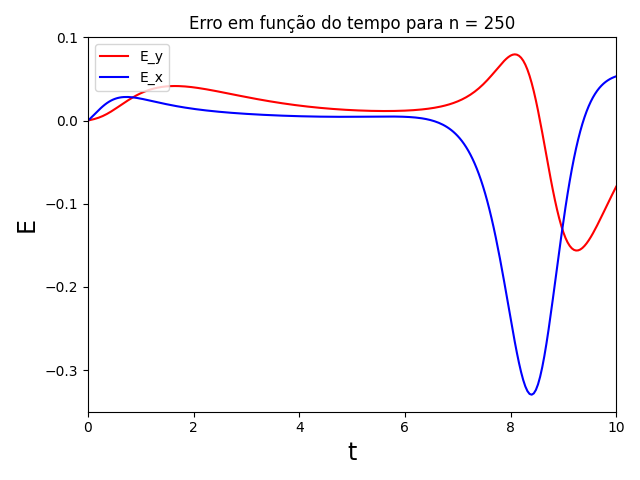 Erro em função do tempo para n = 250
0.1
0.0
−0.1
−0.2
−0.3
E
E_y
E_x
0 2 4 6 8 10
t